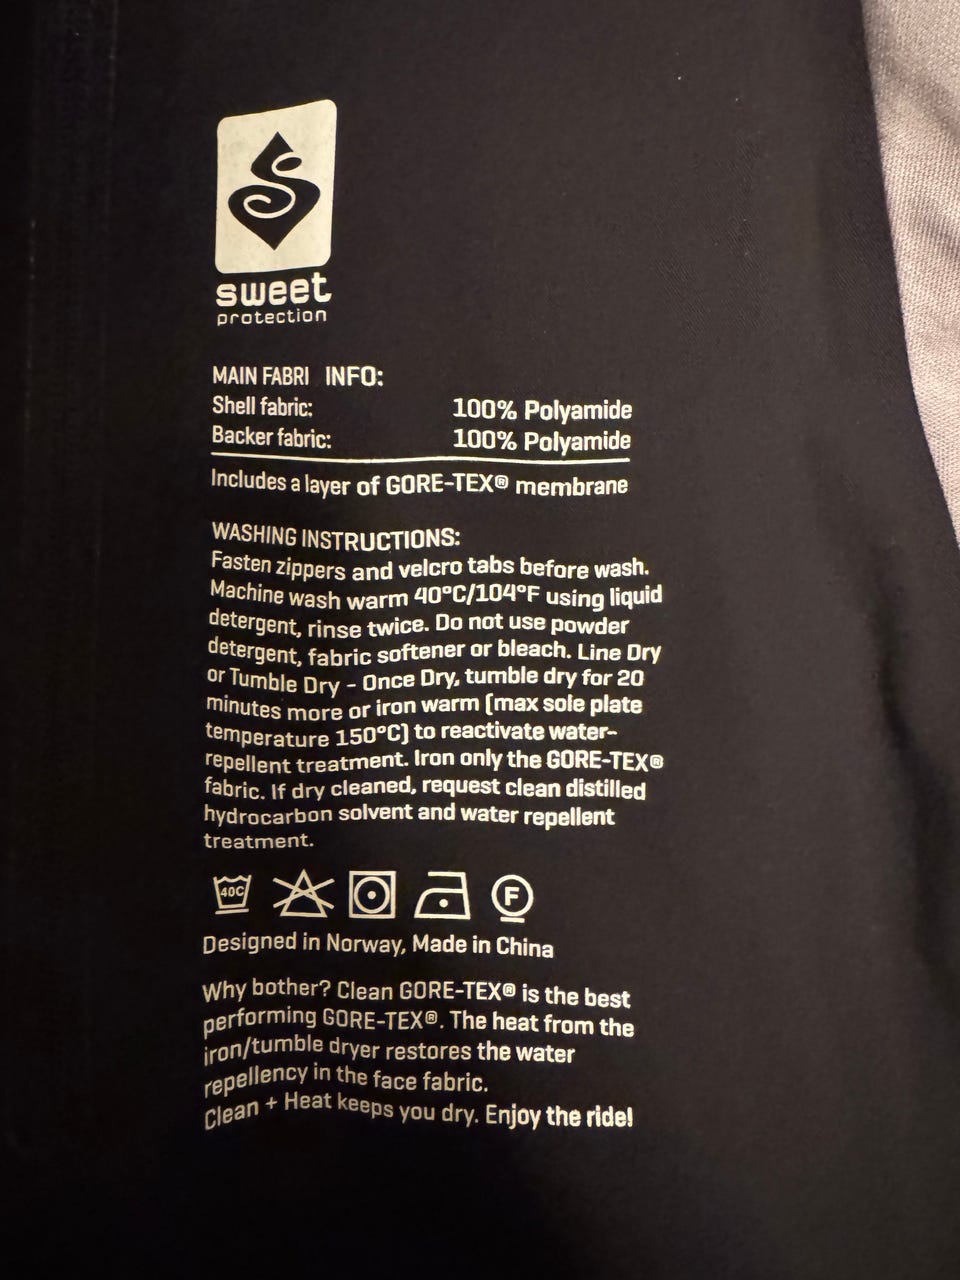 sweet
protection
MAIN FABRI INFO:
Shell fabric: 100% Polyamide
Backer fabric: 100% Polyamide
Includes a layer of GORE-TEX® membrane
WASHING INSTRUCTIONS:
Fasten zippers and velcro tabs before wash.
Machine wash warm 40°C/104°F using liquid
detergent, rinse twice. Do not use powder
detergent, fabric softener or bleach. Line Dry
or Tumble Dry - Once Dry, tumble dry for 20
minutes more or iron warm (max sole plate
temperature 150°C) to reactivate water-
repellent treatment. Iron only the GORE-TEX®
fabric. If dry cleaned, request clean distilled
hydrocarbon solvent and water repellent
treatment.
40C F
Designed in Norway, Made in China
Why bother? Clean GORE-TEX® is the best
performing GORE-TEX®. The heat from the
iron/tumble dryer restores the water
repellency in the face fabric.
Clean + Heat keeps you dry. Enjoy the ride!